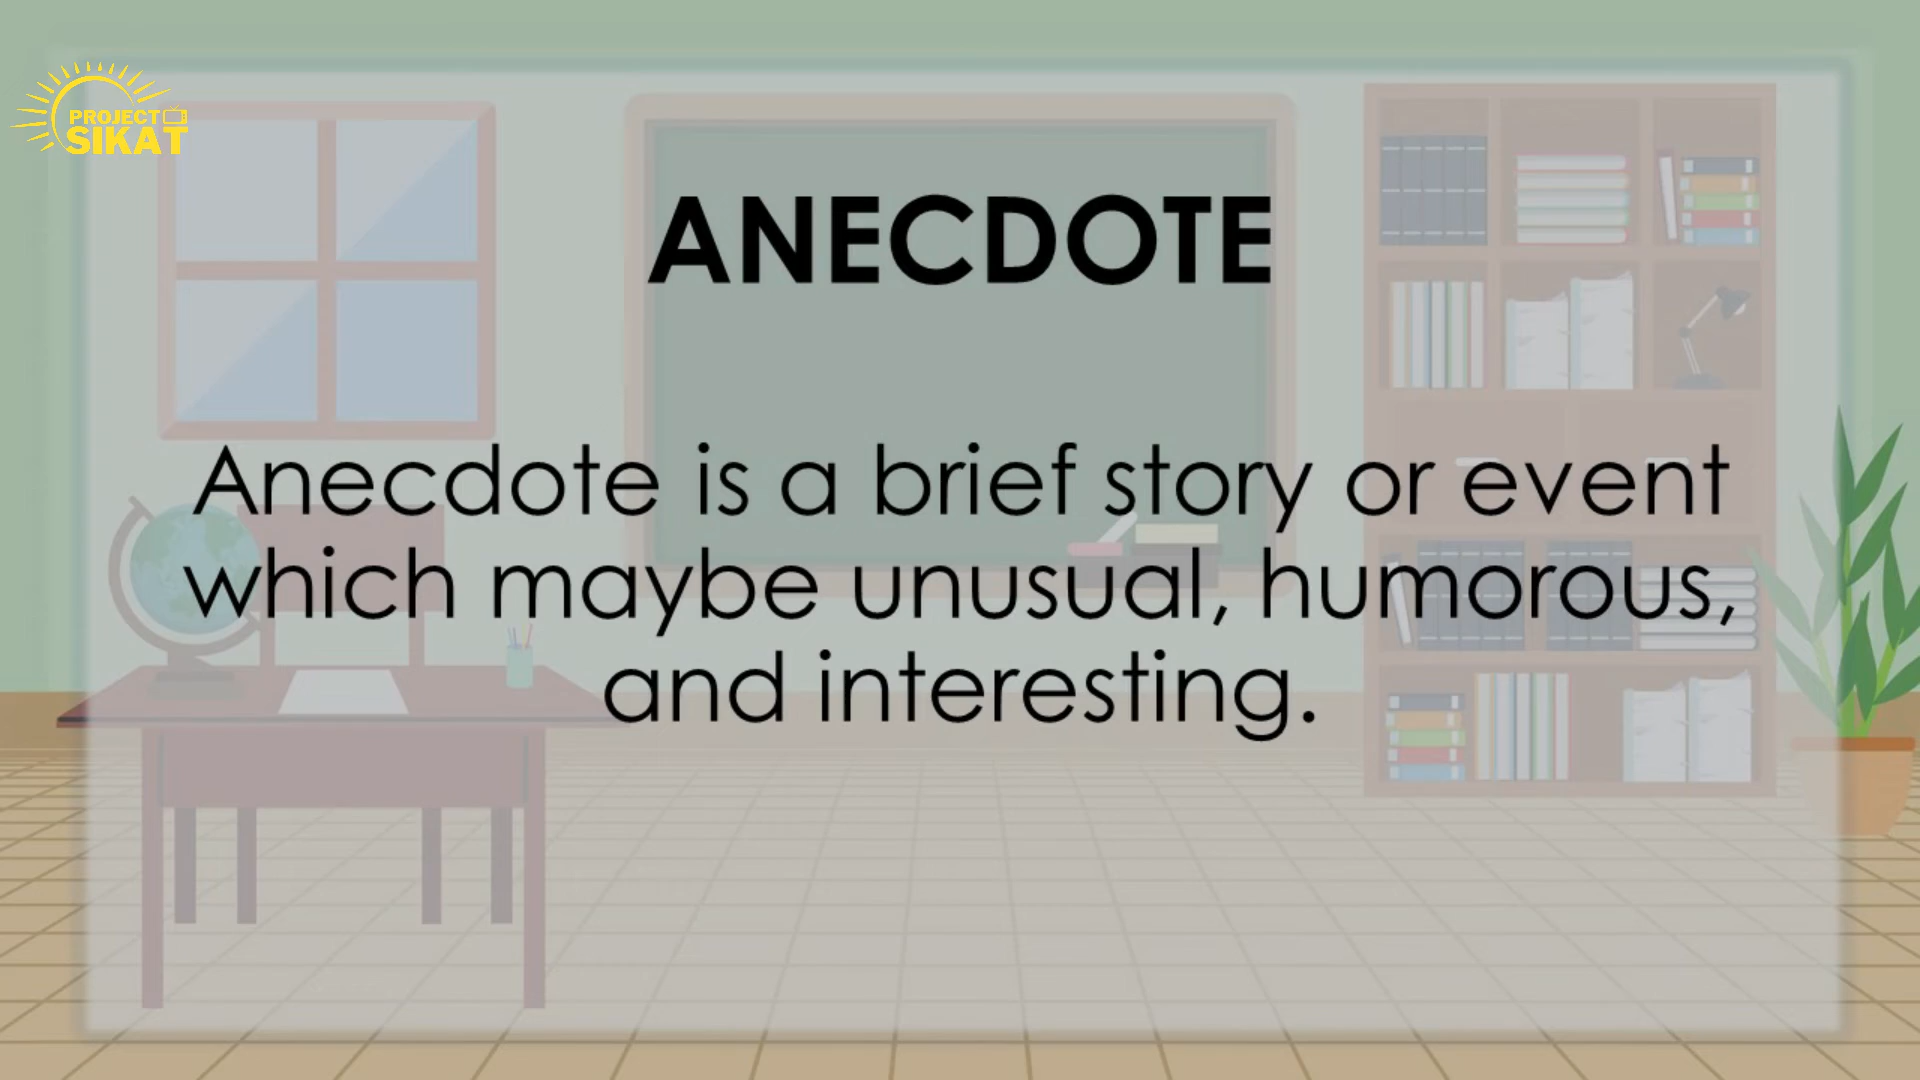 PROJECT
SIKAT
ANECDOTE
Anecdote is a brief story or event
which maybe unusual, humorous,
and interesting.